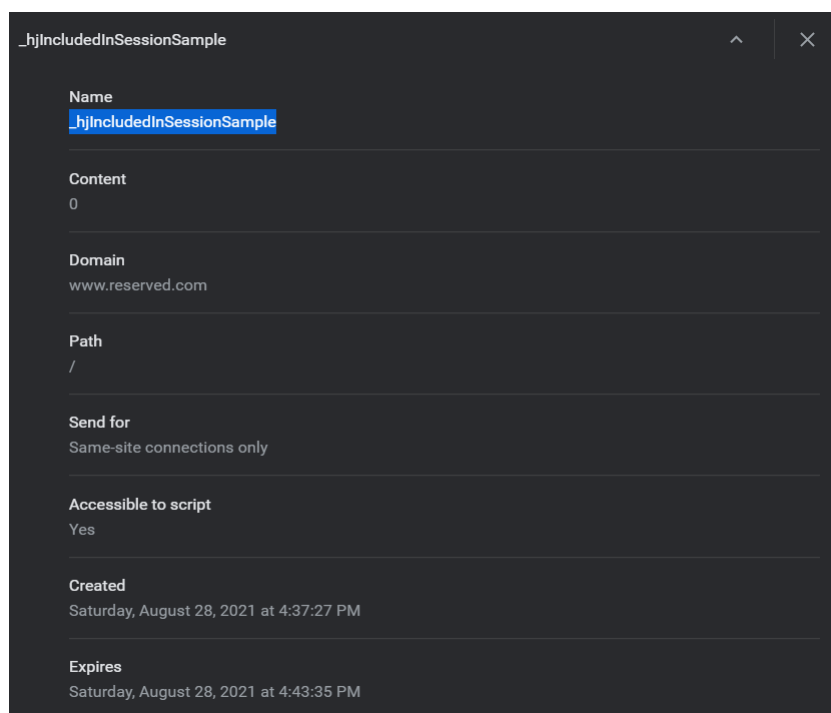 _hjIncludedInSessionSample
Name
_hjIncludedInSessionSample
Content
0
Domain
www.reserved.com
Path
/
Send for
Same-site connections only
Accessible to script
Yes
Created
Saturday, August 28, 2021 at 4:37:27 PM
Expires
Saturday, August 28, 2021 at 4:43:35 PM